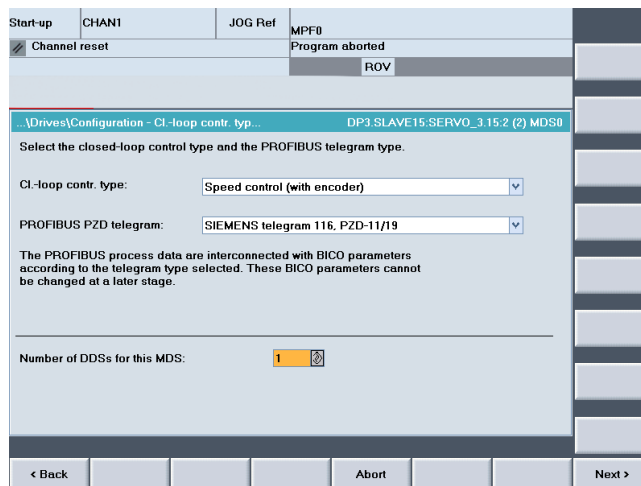 Start-up CHAN1 JOG Ref MPF0
Channel reset Program aborted
ROV
...\Drives\Configuration - Cl.-loop contr. typ... DP3.SLAVE15:SERVO_3.15:2 (2) MDS0
Select the closed-loop control type and the PROFIBUS telegram type.
Cl.-loop contr. type: Speed control (with encoder)
PROFIBUS PZD telegram: SIEMENS telegram 116, PZD-11/19
The PROFIBUS process data are interconnected with BICO parameters
according to the telegram type selected. These BICO parameters cannot
be changed at a later stage.
Number of DDSs for this MDS: 1
< Back Abort Next >